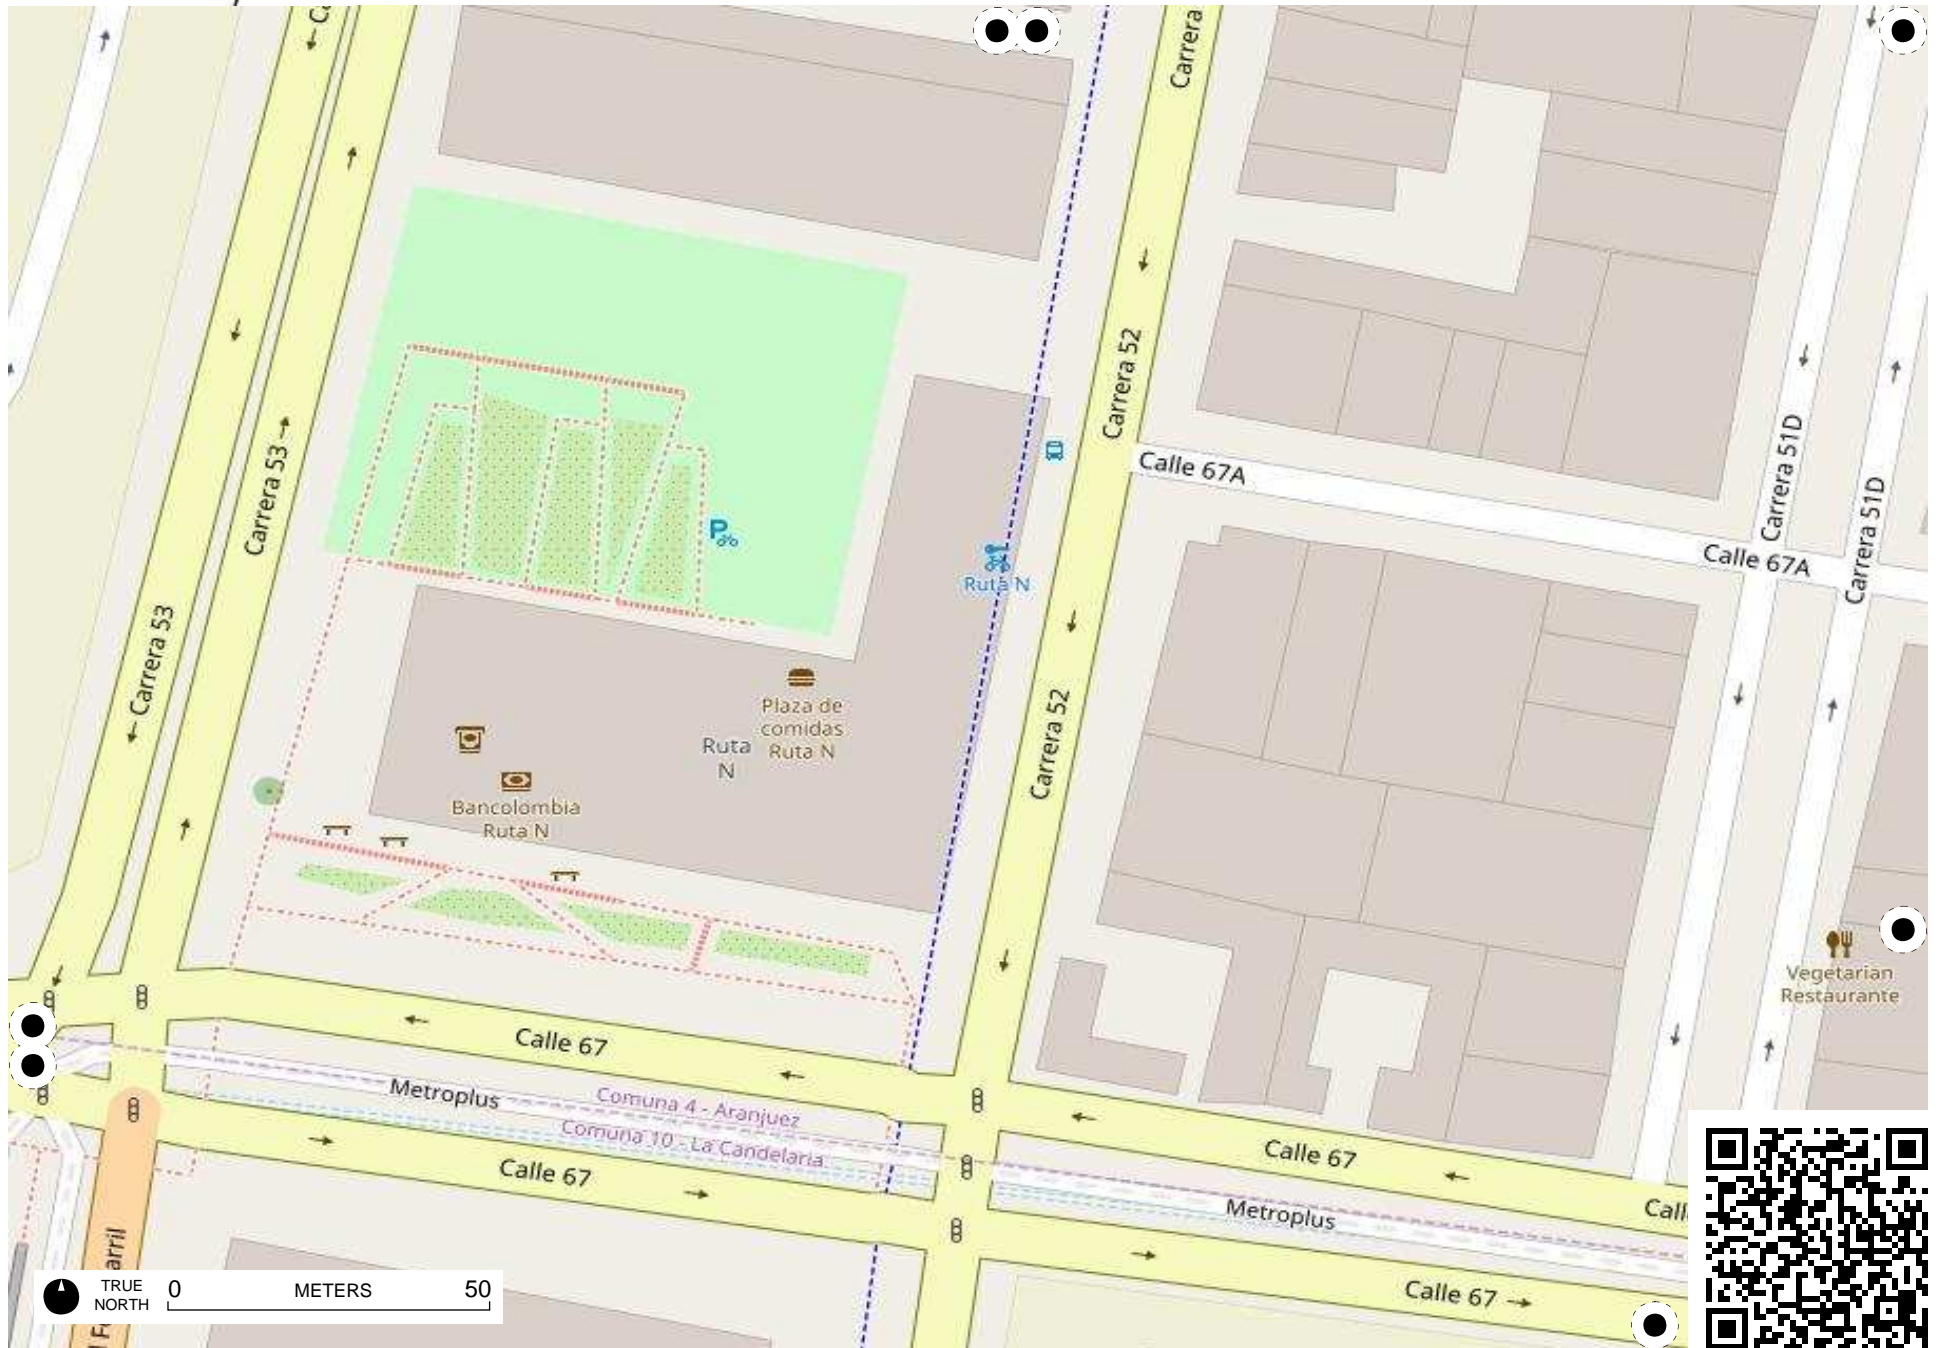 Carrera
Carrera 52
Calle 67A
Carrera 51D
Carrera 51D
Calle 67A
Carrera 53
Ruta N
Carrera 53
Plaza de
comidas
Ruta N
Ruta
N
Carrera 52
Bancolombia
Ruta N
Vegetarian
Restaurante
Calle 67
Metroplus
Comuna 4 - Aranjuez
Comuna 10 - La Candelaria
Calle 67
Calle 67
Metroplus
Calle 67
TRUE
NORTH
0 METERS 50